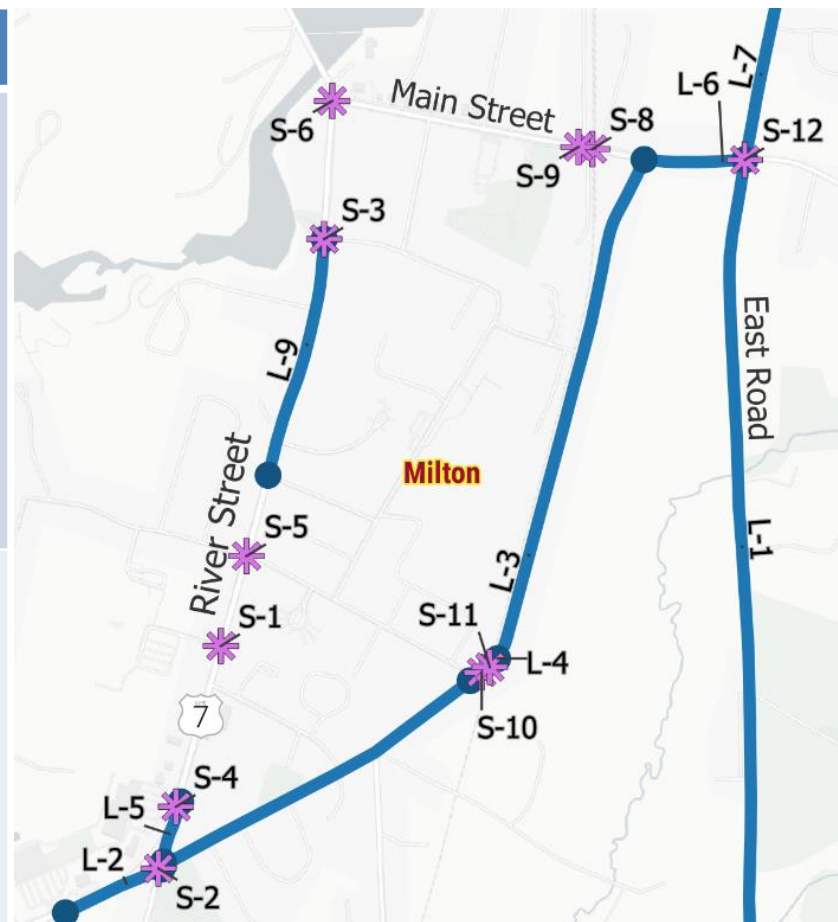 L-7
Main Street
L-6
S-6
S-8
S-12
S-9
S-3
East Road
L-9
Milton
River Street
S-5
L-1
L-3
S-1
S-11
L-4
7
S-10
S-4
L-5
L-2
S-2